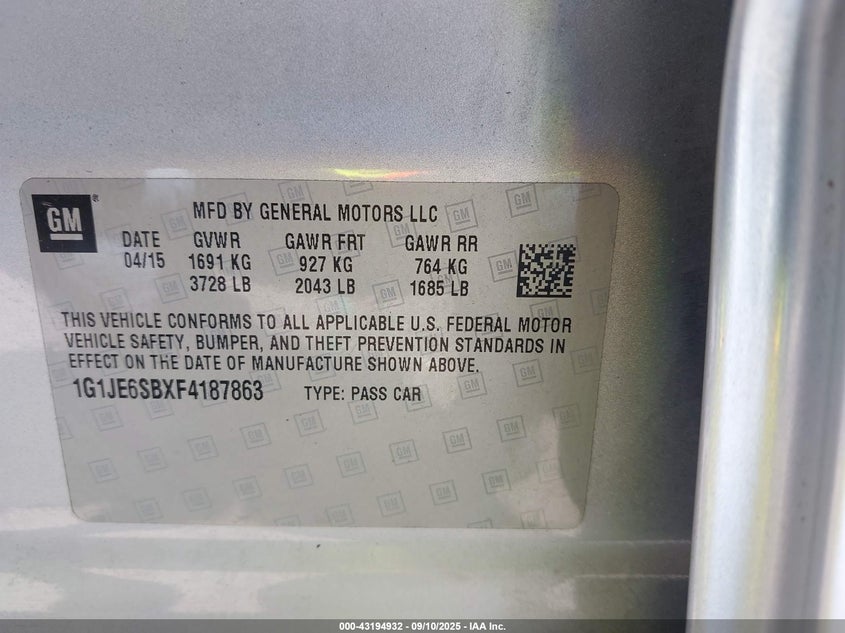 GM
MFD BY GENERAL MOTORS LLC
DATE GVWR GAWR FRT GAWR RR
04/15 1691 KG 927 KG 764 KG
3728 LB 2043 LB 1685 LB
THIS VEHICLE CONFORMS TO ALL APPLICABLE U.S. FEDERAL MOTOR
VEHICLE SAFETY, BUMPER, AND THEFT PREVENTION STANDARDS IN
EFFECT ON THE DATE OF MANUFACTURE SHOWN ABOVE.
1G1JE6SBXF4187863 TYPE: PASS CAR
000-43194932 - 09/10/2025 - IAA Inc.